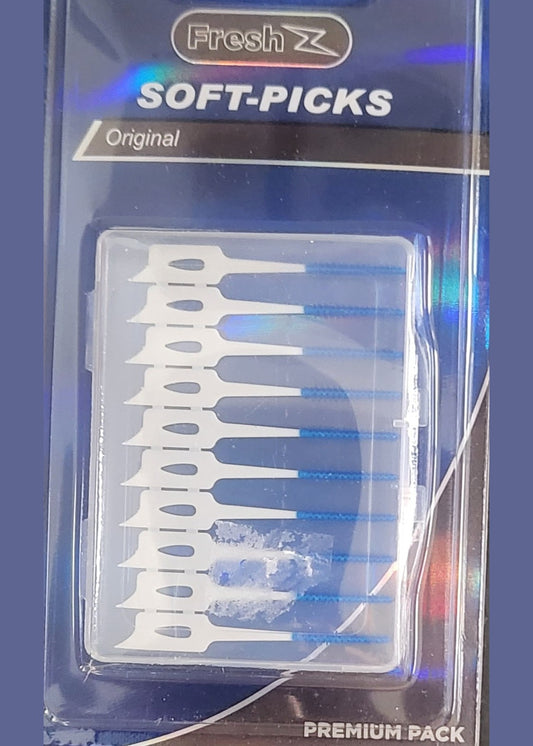 Fresh Z
SOFT-PICKS
Original
PREMIUM PACK